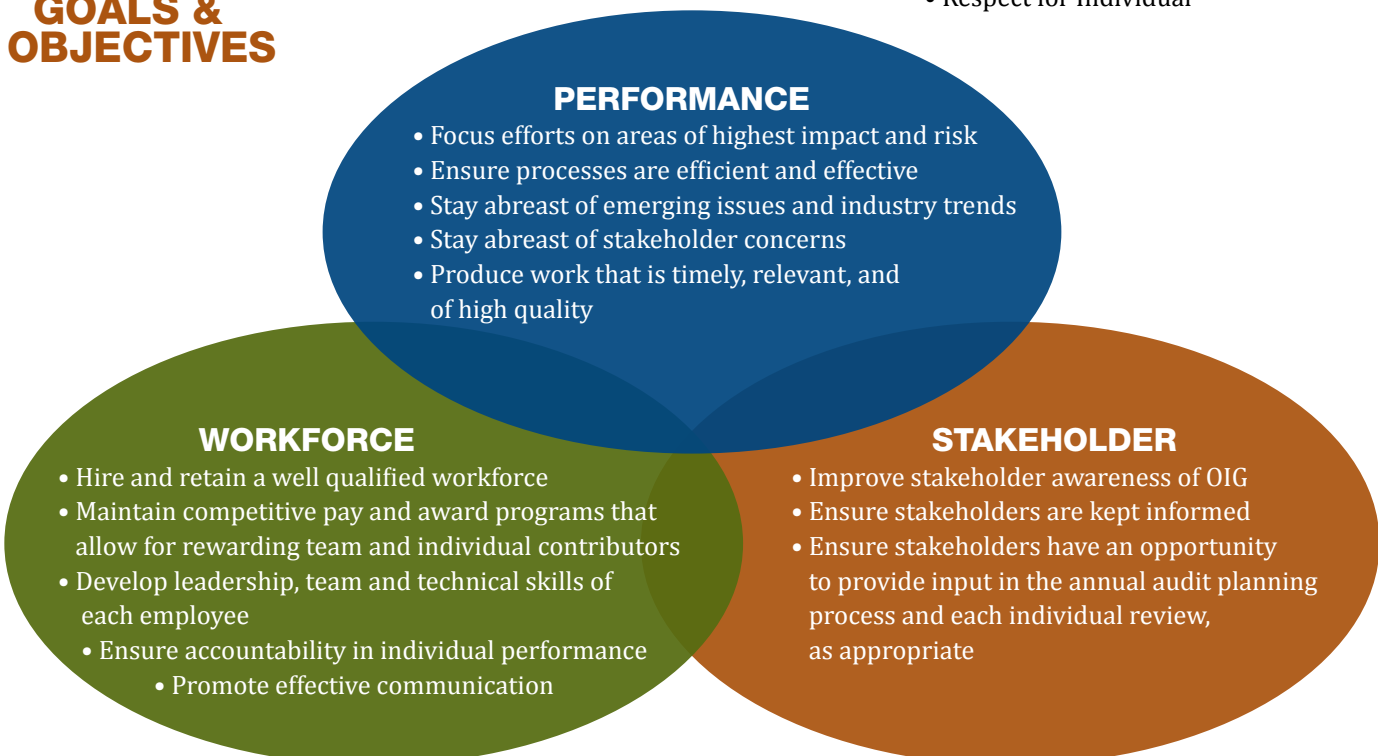 GOALS &
OBJECTIVES
• Respect for Individual
PERFORMANCE
• Focus efforts on areas of highest impact and risk
• Ensure processes are efficient and effective
• Stay abreast of emerging issues and industry trends
• Stay abreast of stakeholder concerns
• Produce work that is timely, relevant, and
of high quality
WORKFORCE
• Hire and retain a well qualified workforce
• Maintain competitive pay and award programs that
allow for rewarding team and individual contributors
• Develop leadership, team and technical skills of
each employee
• Ensure accountability in individual performance
• Promote effective communication
STAKEHOLDER
• Improve stakeholder awareness of OIG
• Ensure stakeholders are kept informed
• Ensure stakeholders have an opportunity
to provide input in the annual audit planning
process and each individual review,
as appropriate